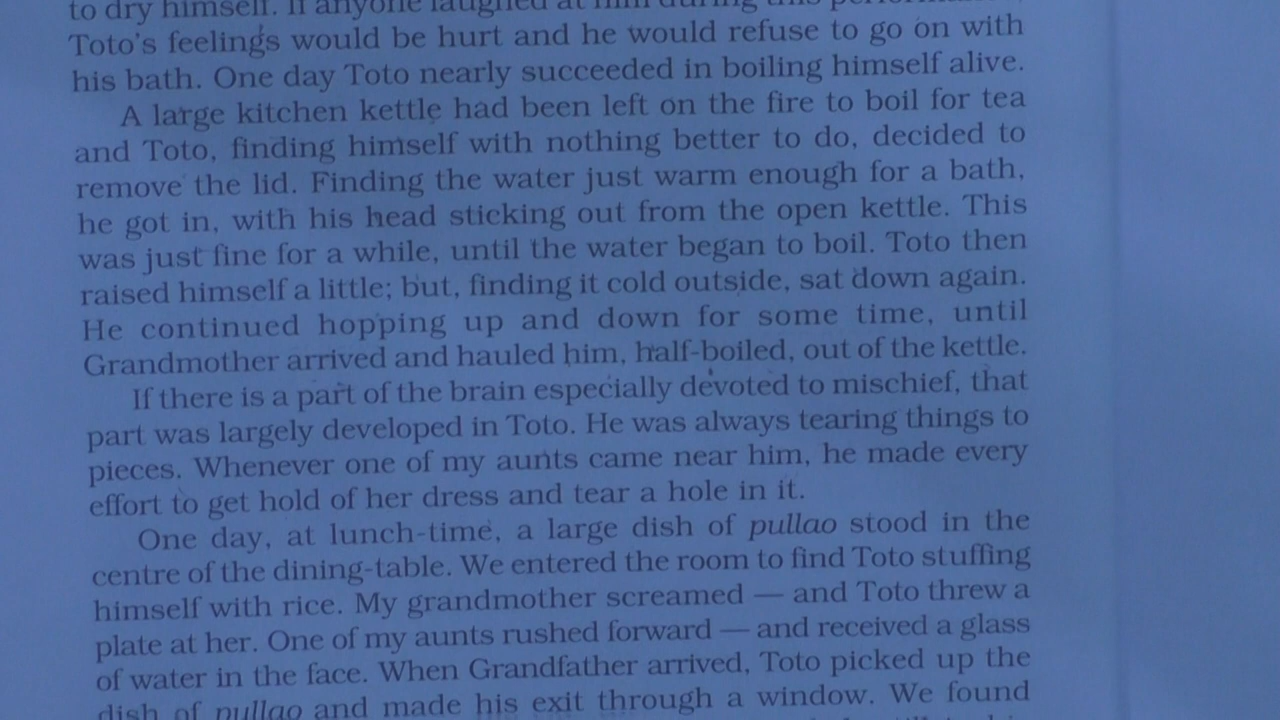 to dry himself. If anyone laughed at him during this
Toto's feelings would be hurt and he would refuse to go on with
his bath. One day Toto nearly succeeded in boiling himself alive.
A large kitchen kettle had been left on the fire to boil for tea
and Toto, finding himself with nothing better to do, decided to
remove the lid. Finding the water just warm enough for a bath,
he got in, with his head sticking out from the open kettle. This
was just fine for a while, until the water began to boil. Toto then
raised himself a little; but, finding it cold outside, sat down again.
He continued hopping up and down for some time, until
Grandmother arrived and hauled him, half-boiled, out of the kettle.
If there is a part of the brain especially devoted to mischief, that
part was largely developed in Toto. He was always tearing things to
pieces. Whenever one of my aunts came near him, he made every
effort to get hold of her dress and tear a hole in it.
One day, at lunch-time, a large dish of pullao stood in the
centre of the dining-table. We entered the room to find Toto stuffing
himself with rice. My grandmother screamed — and Toto threw a
plate at her. One of my aunts rushed forward — and received a glass
of water in the face. When Grandfather arrived, Toto picked up the
dish of pullao and made his exit through a window. We found